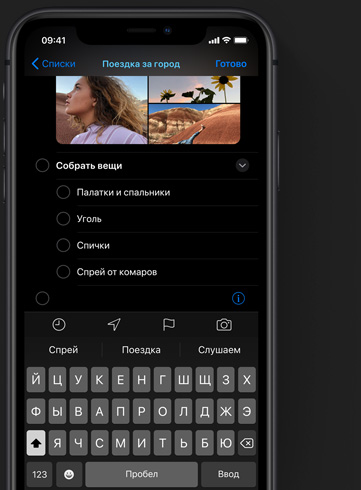 09:41
Списки Поездка за город Готово
Собрать вещи
Палатки и спальники
Уголь
Спички
Спрей от комаров
Спрей Поездка Слушаем
Й Ц У К Е Н Г Ш Щ З Х
Ф Ы В А П Р О Л Д Ж Э
Я Ч С М И Т Ь Б Ю
123 Пробел Ввод